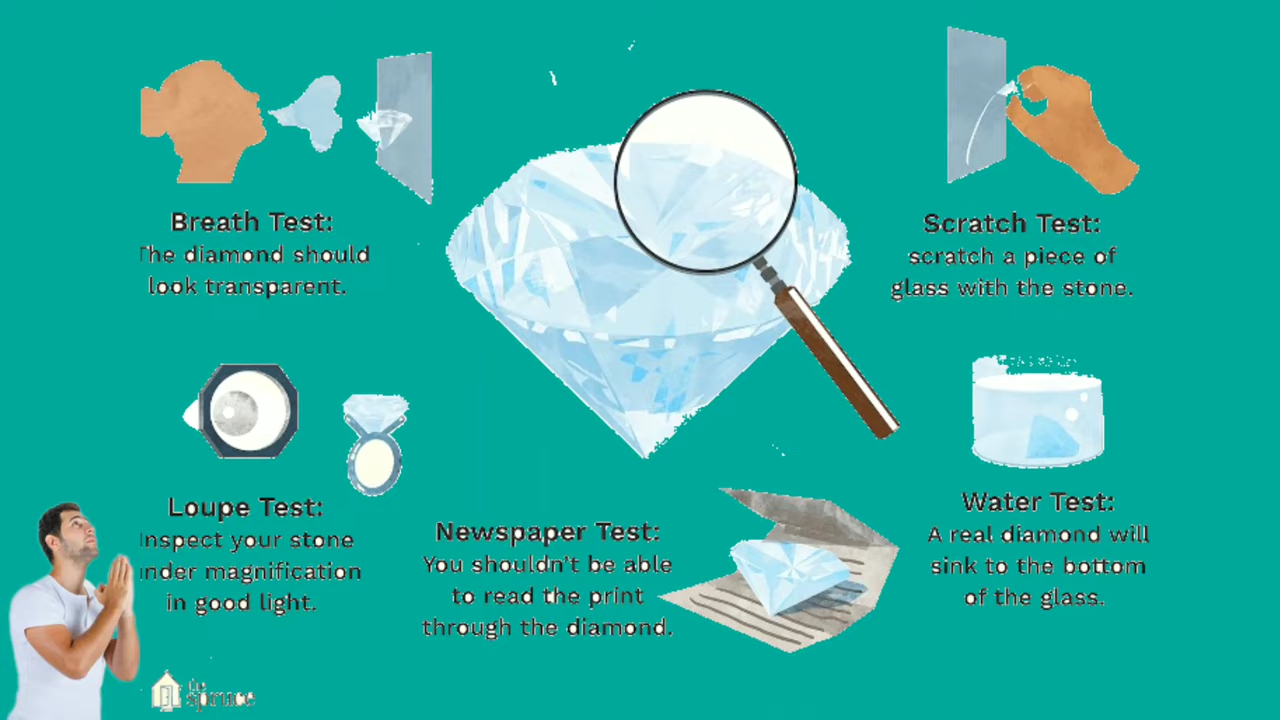 Breath Test:
The diamond should
look transparent.
Scratch Test:
scratch a piece of
glass with the stone.
Loupe Test:
Inspect your stone
under magnification
in good light.
Newspaper Test:
You shouldn't be able
to read the print
through the diamond.
Water Test:
A real diamond will
sink to the bottom
of the glass.
the
spruce